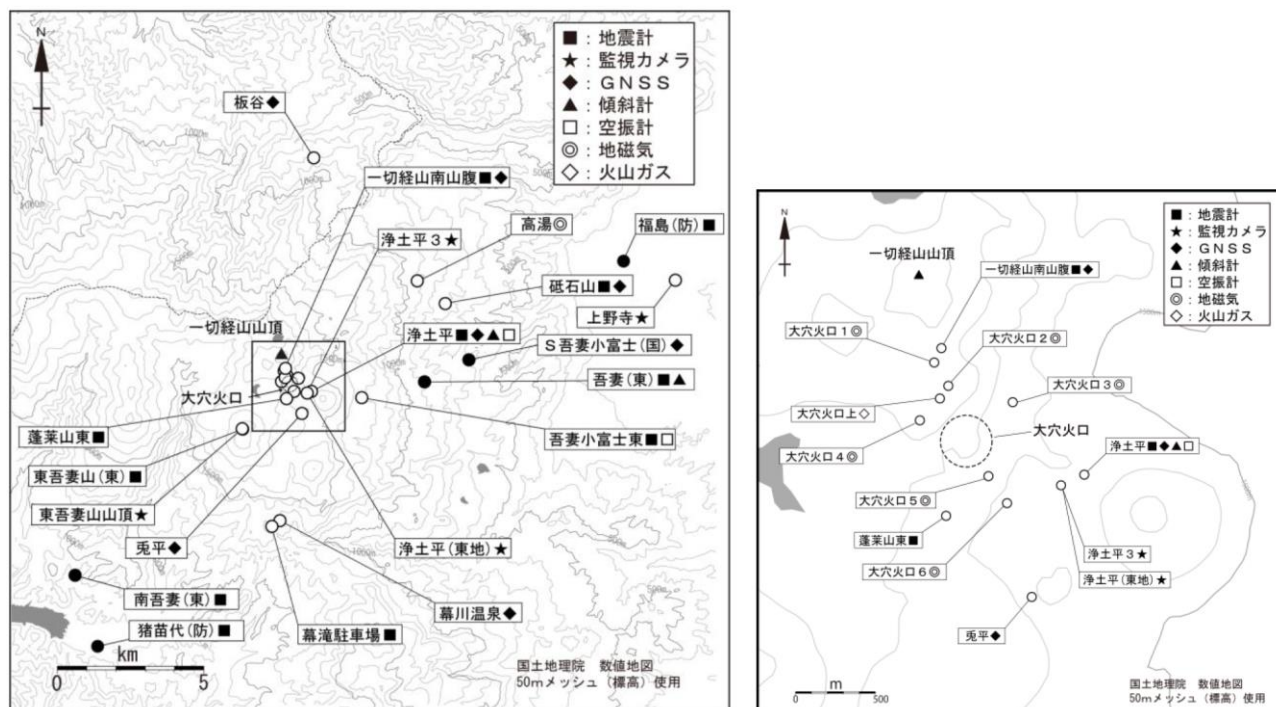 N
■：地震計
★：監視カメラ
◆：ＧＮＳＳ
▲：傾斜計
□：空振計
◎：地磁気
◇：火山ガス
板谷◆
一切経山南山腹■◆
高湯◎
福島(防)■
浄土平３★
砥石山■◆
上野寺★
一切経山山頂
浄土平■◆▲□
Ｓ吾妻小富士(国)◆
吾妻(東)■▲
大穴火口
蓬莱山東■
吾妻小富士東■□
東吾妻山(東)■
東吾妻山山頂★
兎平◆
浄土平(東地)★
南吾妻(東)■
幕川温泉◆
猪苗代(防)■
幕滝駐車場■
km
0 5
国土地理院　数値地図
50mメッシュ（標高）使用
500m
1000m
N
■：地震計
★：監視カメラ
◆：ＧＮＳＳ
▲：傾斜計
□：空振計
◎：地磁気
◇：火山ガス
一切経山山頂
一切経山南山腹■◆
大穴火口１◎
大穴火口２◎
大穴火口３◎
大穴火口上◇
大穴火口
大穴火口４◎
浄土平■◆▲□
大穴火口５◎
蓬莱山東■
浄土平３★
大穴火口６◎
浄土平(東地)★
兎平◆
m
0 500
国土地理院　数値地図
50mメッシュ（標高）使用